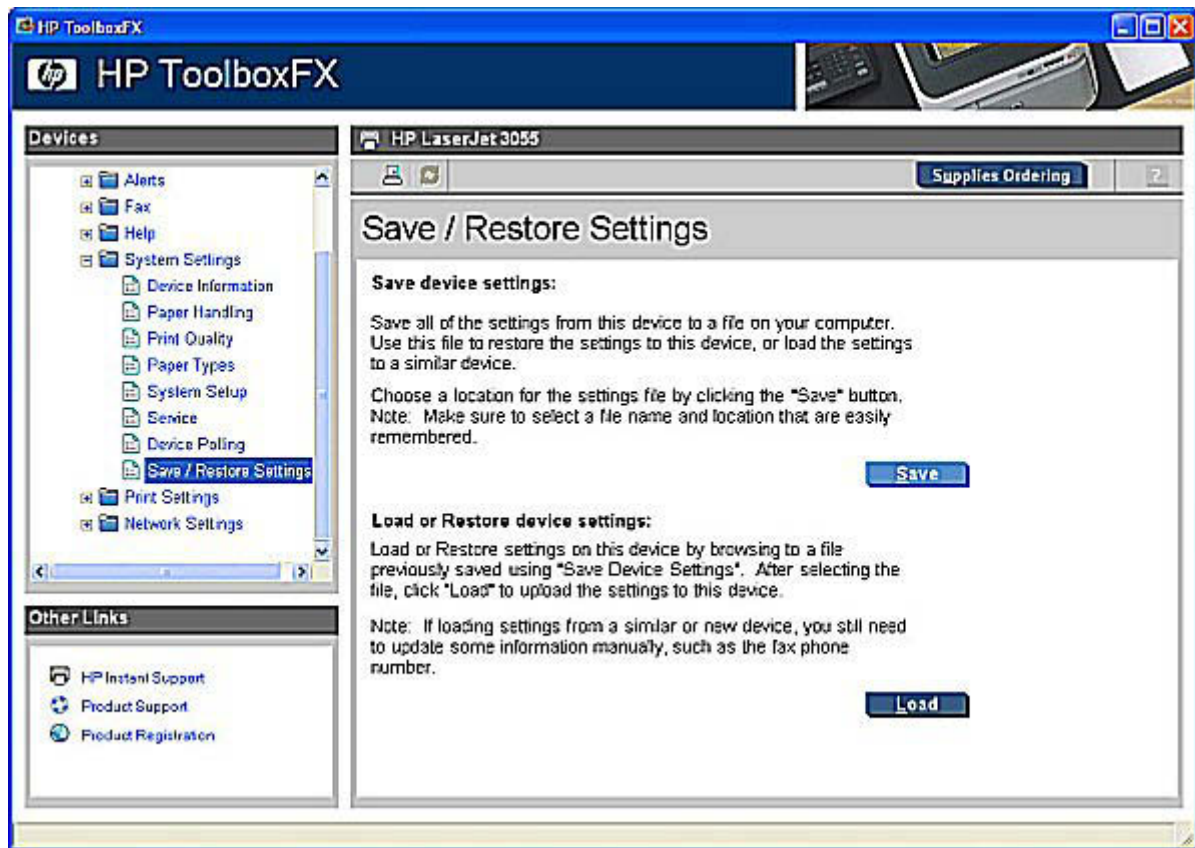 HP ToolboxFX
hp HP ToolboxFX
Devices
Alerts
Fax
Help
System Settings
Device Information
Paper Handling
Print Quality
Paper Types
System Setup
Service
Device Polling
Save / Restore Settings
Print Settings
Network Settings
Other Links
HP Instant Support
Product Support
Product Registration
HP LaserJet 3055
Supplies Ordering ?
Save / Restore Settings
Save device settings:
Save all of the settings from this device to a file on your computer.
Use this file to restore the settings to this device, or load the settings
to a similar device.
Choose a location for the settings file by clicking the "Save" button.
Note: Make sure to select a file name and location that are easily
remembered.
Save
Load or Restore device settings:
Load or Restore settings on this device by browsing to a file
previously saved using "Save Device Settings". After selecting the
file, click "Load" to upload the settings to this device.
Note: If loading settings from a similar or new device, you still need
to update some information manually, such as the fax phone
number.
Load